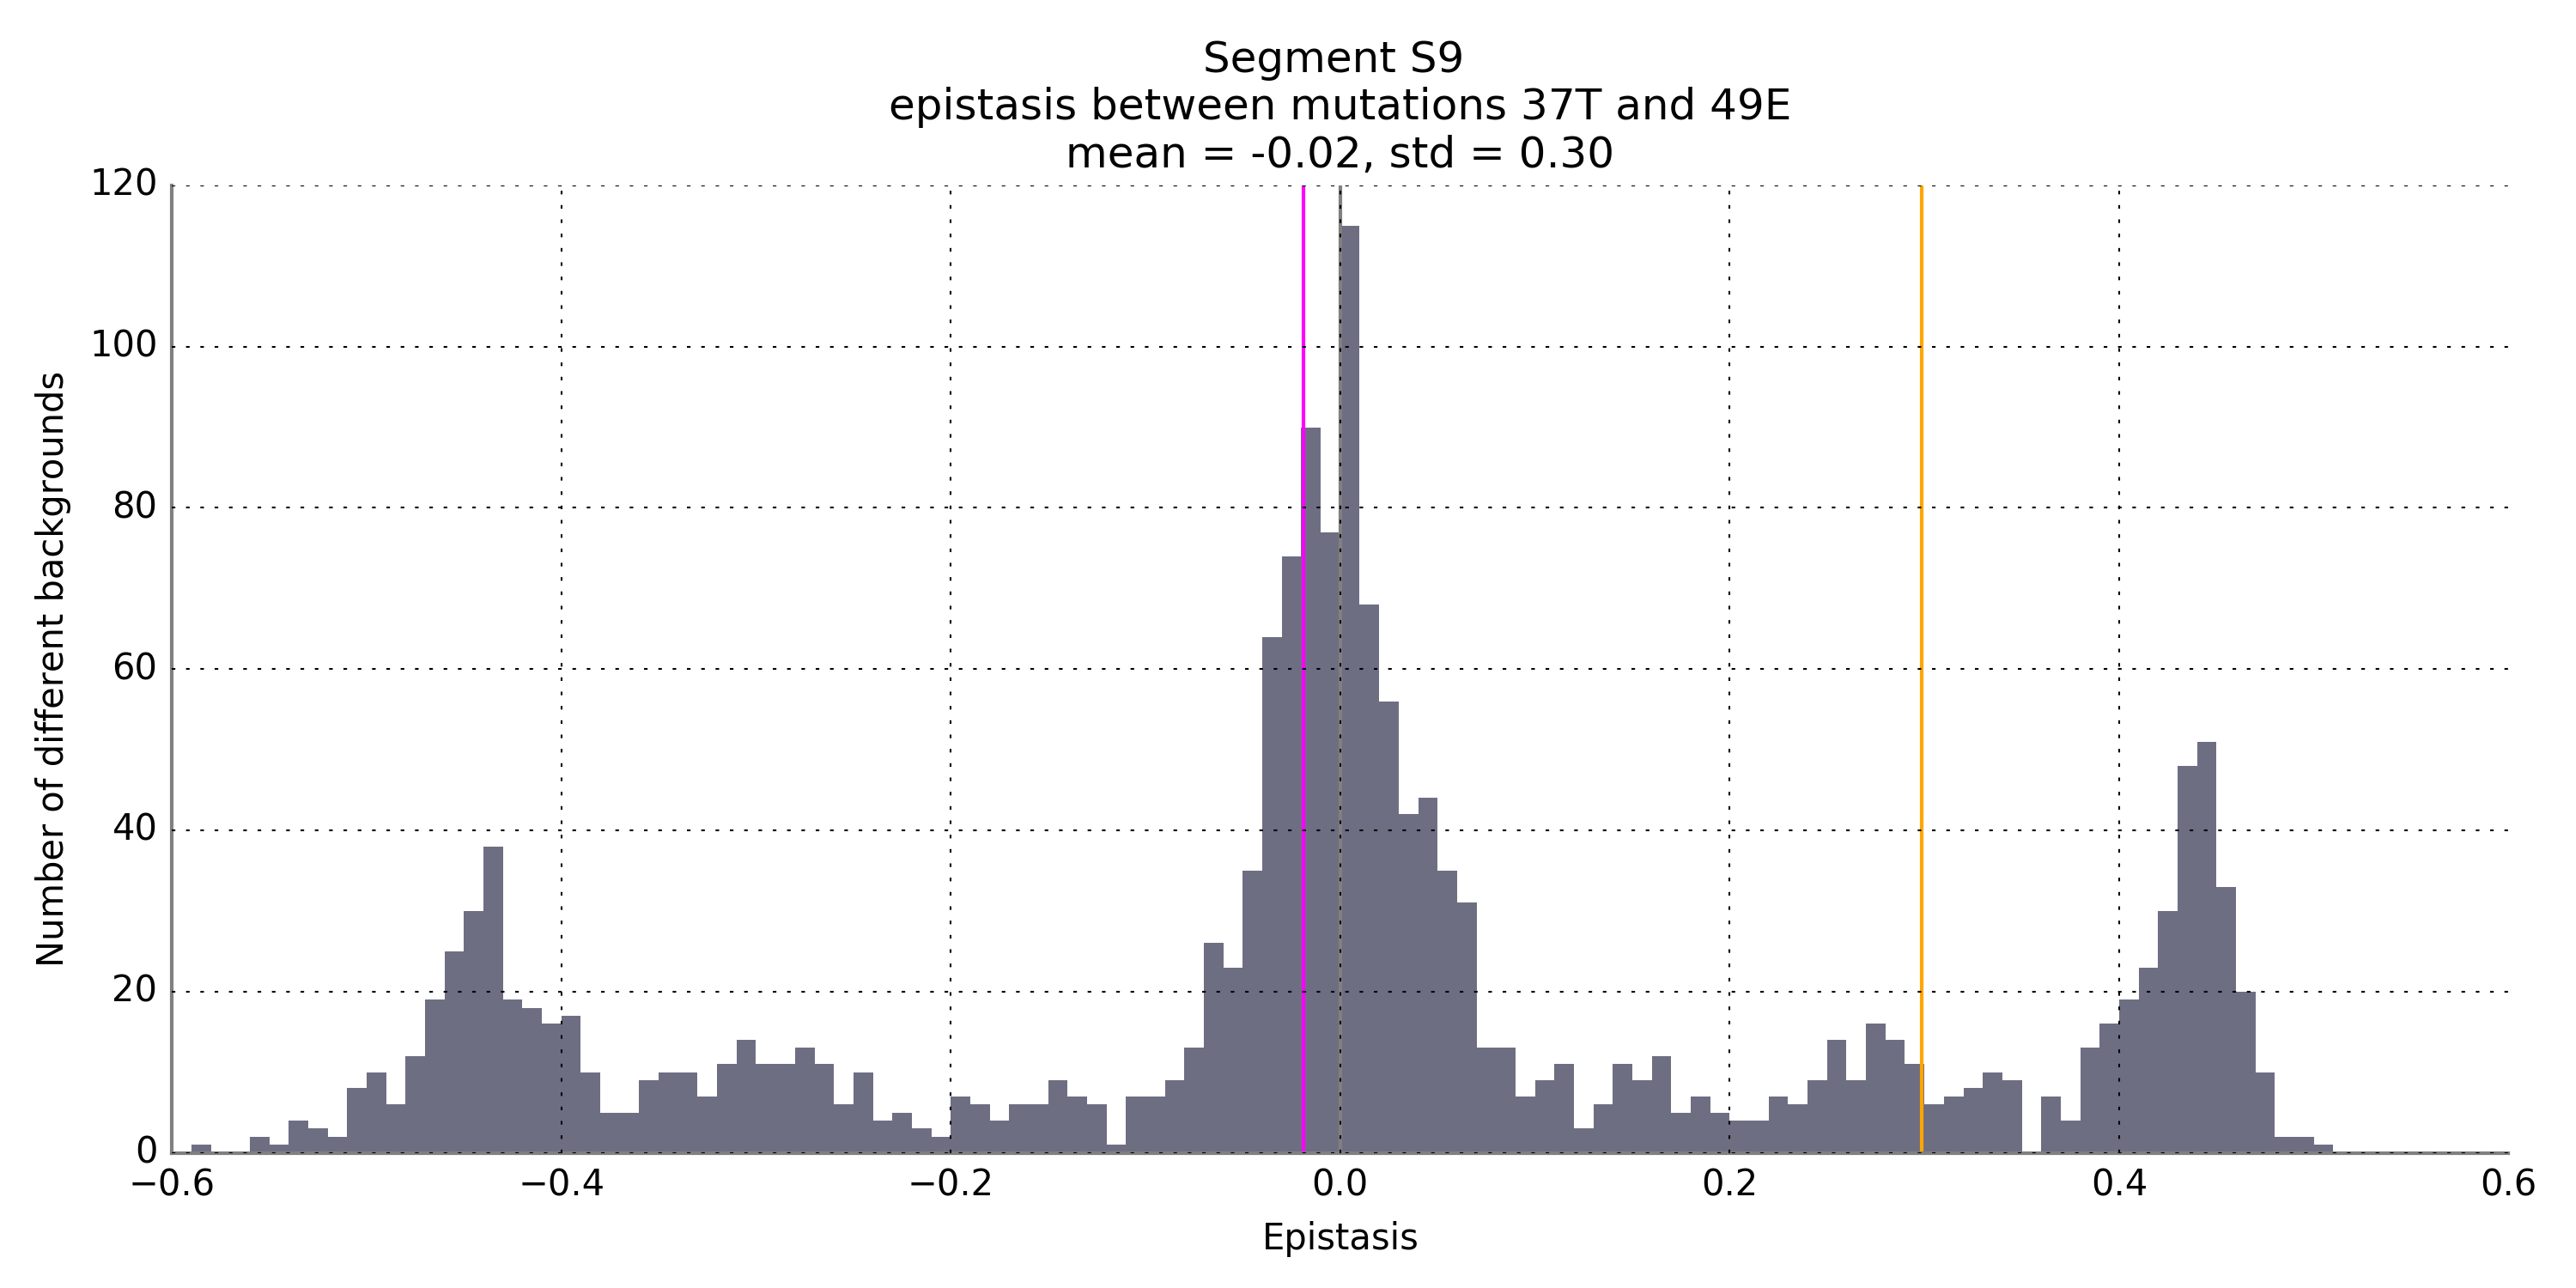 Segment S9
epistasis between mutations 37T and 49E
mean = -0.02, std = 0.30
120
100
80
60
40
20
0
Number of different backgrounds
−0.6 −0.4 −0.2 0.0 0.2 0.4 0.6
Epistasis